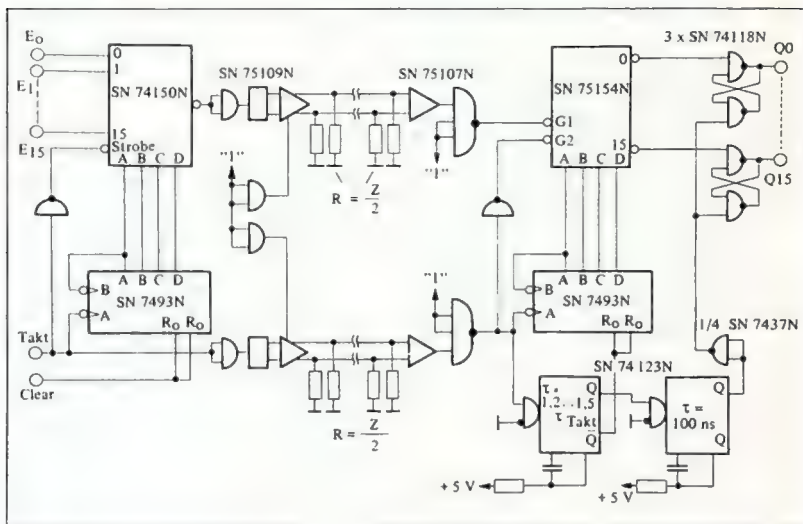 3 x SN 74118N
E₀
0
E1
1
SN 74150N
SN 75109N
SN 75107N
SN 75154N
0
Q0
15
E15
Strobe
A B C D
"1"
R = Z/2
"1"
G1
G2
15
A B C D
Q15
A B C D
B
SN 7493N
A
R₀ R₀
"1"
A B C D
B
SN 7493N
A
R₀ R₀
1/4 SN 7437N
Takt
Clear
SN 74123N
R = Z/2
τ =
1,2...1,5
τ Takt
Q
Q̅
τ =
100 ns
Q
Q
+ 5 V
+ 5 V